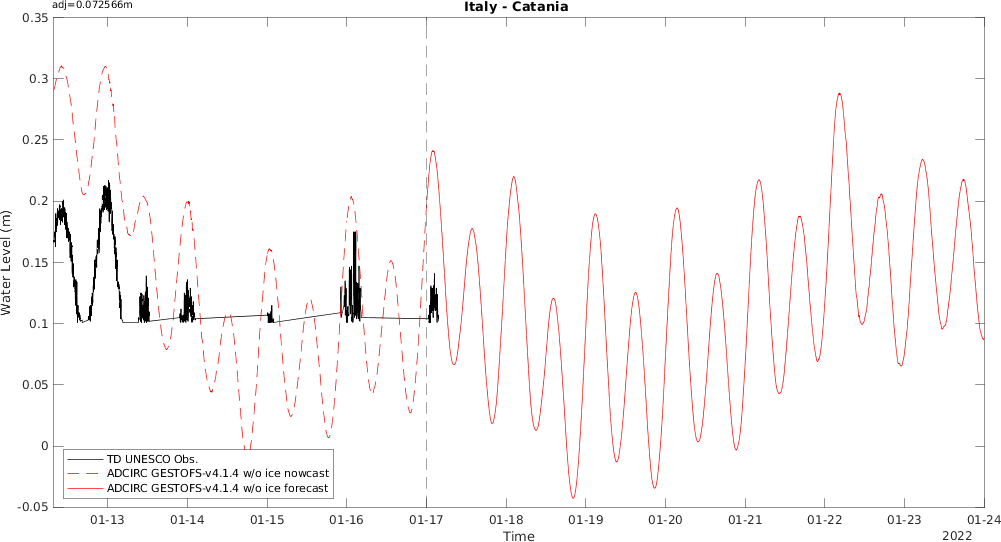 adj=0.072566m
Italy - Catania
Water Level (m)
0.35
0.3
0.25
0.2
0.15
0.1
0.05
0
-0.05
TD UNESCO Obs.
ADCIRC GESTOFS-v4.1.4 w/o ice nowcast
ADCIRC GESTOFS-v4.1.4 w/o ice forecast
01-13 01-14 01-15 01-16 01-17 01-18 01-19 01-20 01-21 01-22 01-23 01-24
Time
2022